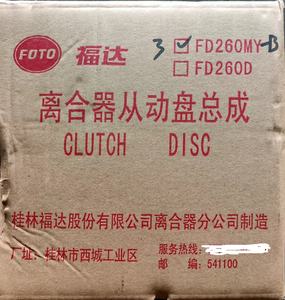 FOTO 福达 3 ☑FD260MY-B
□FD260D
离合器从动盘总成
CLUTCH DISC
桂林福达股份有限公司离合器分公司制造
厂址：桂林市西城工业区 服务热线：
邮 编：541100